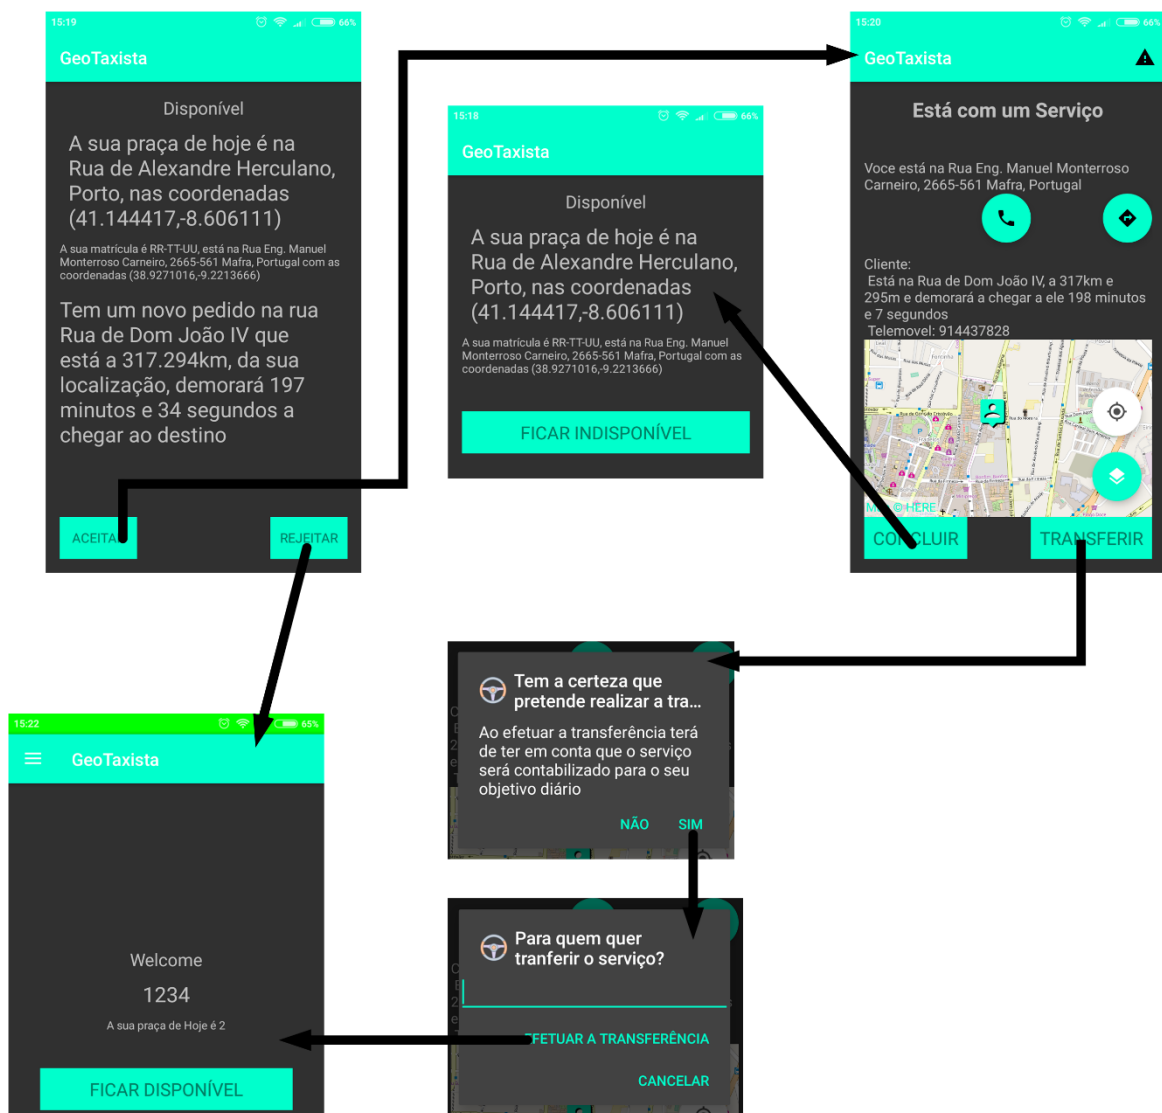 15:19
66%
GeoTaxista
Disponível
A sua praça de hoje é na
Rua de Alexandre Herculano,
Porto, nas coordenadas
(41.144417,-8.606111)
A sua matrícula é RR-TT-UU, está na Rua Eng. Manuel
Monterroso Carneiro, 2665-561 Mafra, Portugal com as
coordenadas (38.9271016,-9.2213666)
Tem um novo pedido na rua
Rua de Dom João IV que
está a 317.294km, da sua
localização, demorará 197
minutos e 34 segundos a
chegar ao destino
REJEITAR
15:18
66%
GeoTaxista
Disponível
A sua praça de hoje é na
Rua de Alexandre Herculano,
Porto, nas coordenadas
(41.144417,-8.606111)
A sua matrícula é RR-TT-UU, está na Rua Eng. Manuel
Monterroso Carneiro, 2665-561 Mafra, Portugal com as
coordenadas (38.9271016,-9.2213666)
FICAR INDISPONÍVEL
15:20
66%
GeoTaxista
Está com um Serviço
Voce está na Rua Eng. Manuel Monterroso
Carneiro, 2665-561 Mafra, Portugal
Cliente:
Está na Rua de Dom João IV, a 317km e
295m e demorará a chegar a ele 198 minutos
e 7 segundos
Telemovel: 914437828
© HERE
CONCLUIR
TRANSFERIR
Tem a certeza que
pretende realizar a tra...
Ao efetuar a transferência terá
de ter em conta que o serviço
será contabilizado para o seu
objetivo diário
NÃO SIM
Para quem quer
tranferir o serviço?
EFETUAR A TRANSFERÊNCIA
CANCELAR
15:22
65%
GeoTaxista
Welcome
1234
A sua praça de Hoje é 2
FICAR DISPONÍVEL